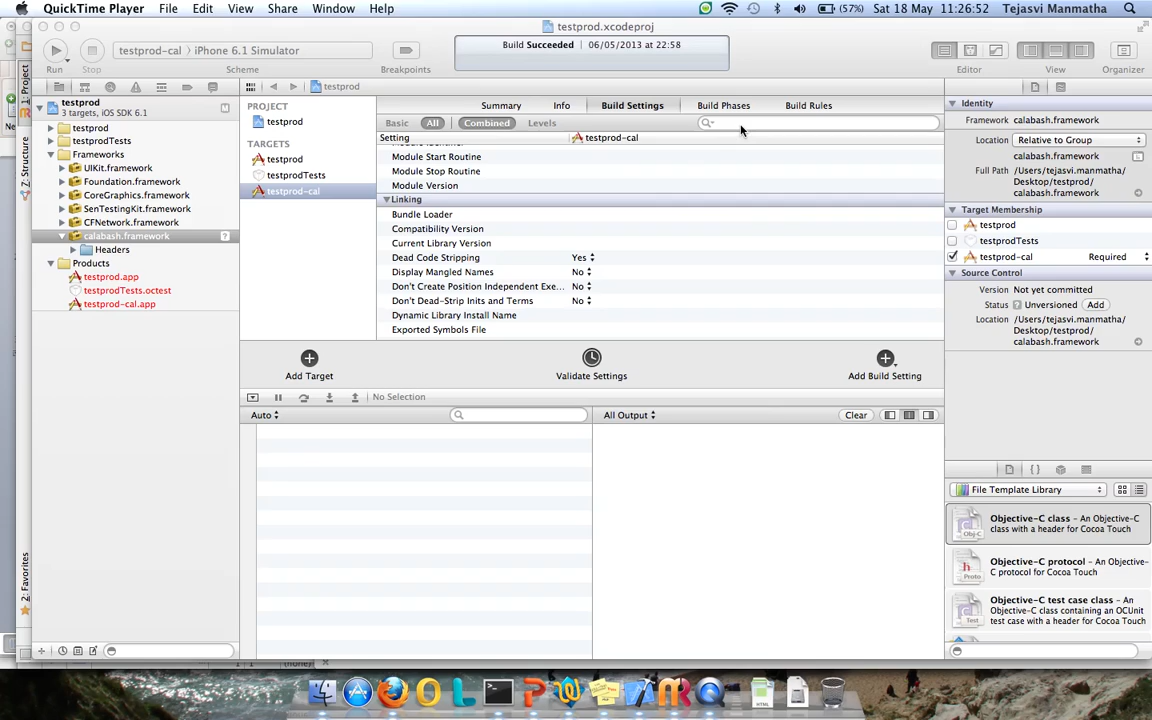 QuickTime Player File Edit View Share Window Help (57%) Sat 18 May 11:26:52 Tejasvi Manmatha
testprod.xcodeproj
testprod-cal › iPhone 6.1 Simulator
Build Succeeded | 06/05/2013 at 22:58
Run Stop Scheme Breakpoints Editor View Organizer
testprod
1: Project
Z: Structure
2: Favorites
testprod
3 targets, iOS SDK 6.1
testprod
testprodTests
Frameworks
UIKit.framework
Foundation.framework
CoreGraphics.framework
SenTestingKit.framework
CFNetwork.framework
calabash.framework
Headers
Products
testprod.app
testprodTests.octest
testprod-cal.app
PROJECT
testprod
TARGETS
testprod
testprodTests
testprod-cal
Summary Info Build Settings Build Phases Build Rules
Basic All Combined Levels
Setting testprod-cal
Module Start Routine
Module Stop Routine
Module Version
Linking
Bundle Loader
Compatibility Version
Current Library Version
Dead Code Stripping Yes
Display Mangled Names No
Don't Create Position Independent Exe... No
Don't Dead-Strip Inits and Terms No
Dynamic Library Install Name
Exported Symbols File
Add Target Validate Settings Add Build Setting
No Selection
Auto All Output Clear
Identity
Framework calabash.framework
Location Relative to Group
calabash.framework
Full Path /Users/tejasvi.manmatha/
Desktop/testprod/
calabash.framework
Target Membership
testprod
testprodTests
testprod-cal Required
Source Control
Version Not yet committed
Status ? Unversioned Add
Location /Users/tejasvi.manmatha/
Desktop/testprod/
calabash.framework
File Template Library
Objective-C class – An Objective-
C class with a header for Cocoa Touch
Obj-C
Objective-C protocol – An Objective-
C protocol for Cocoa Touch
Proto
Objective-C test case class – An
Objective-C class containing an OCUnit
test case with a header for Cocoa Touch
Test
HTML